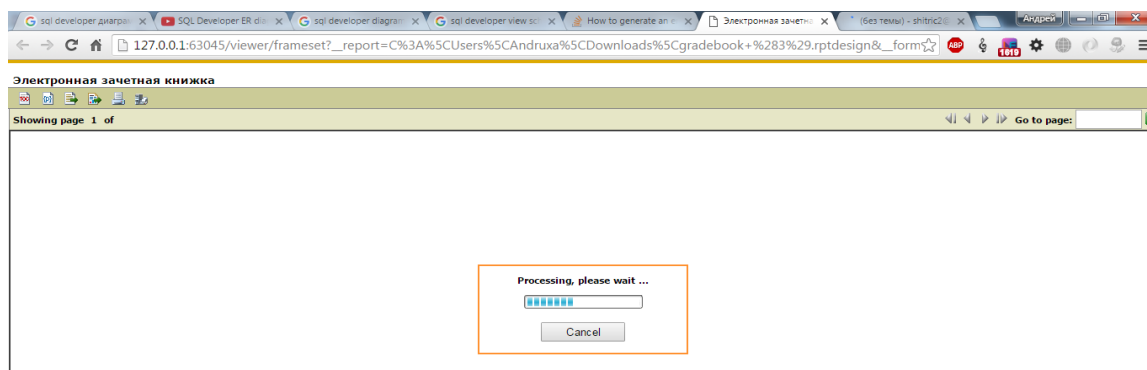 sql developer диаграм
SQL Developer ER dia
sql developer diagram
sql developer view sch
How to generate an e
Электронная зачетна
(без темы) - shitric2@
Андрей
127.0.0.1:63045/viewer/frameset?__report=C%3A%5CUsers%5CAndruxa%5CDownloads%5Cgradebook+%283%29.rptdesign&__form
ABP
1019
Электронная зачетная книжка
Showing page 1 of
Go to page:
Processing, please wait ...
Cancel